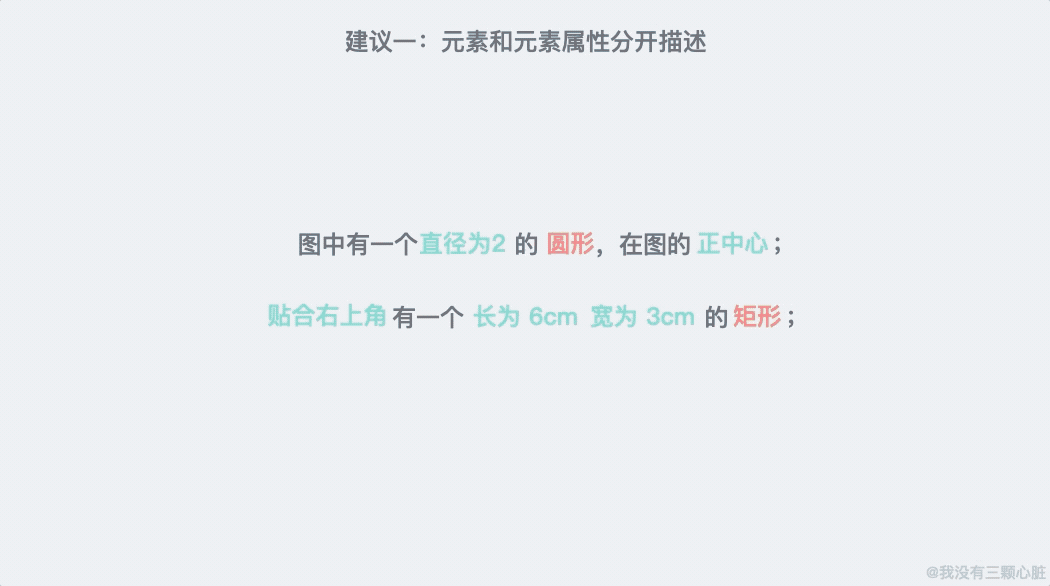 建议一：元素和元素属性分开描述
图中有一个直径为2 的 圆形，在图的 正中心；
贴合右上角 有一个 长为 6cm 宽为 3cm 的 矩形；
@我没有三颗心脏